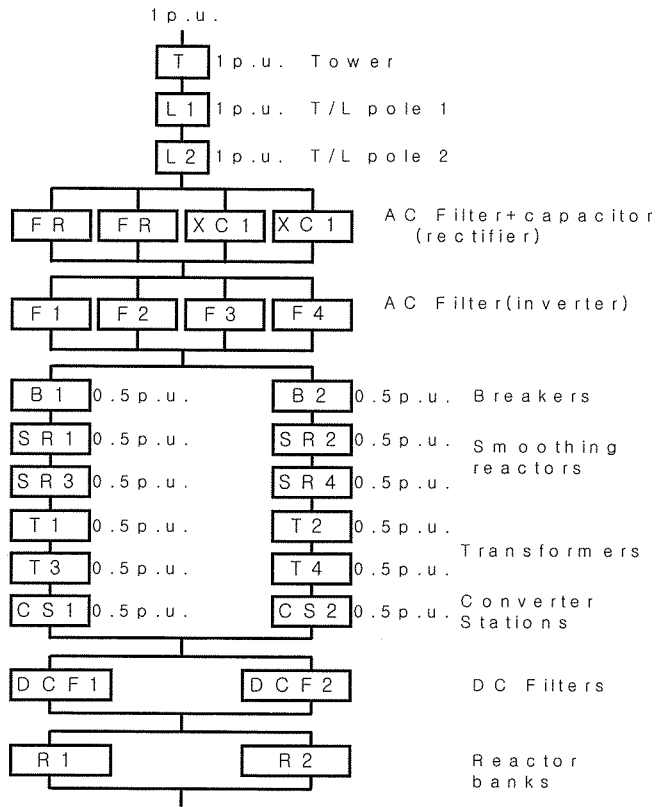 1p.u.
T 1p.u. Tower
L1 1p.u. T/L pole 1
L2 1p.u. T/L pole 2
FR FR XC1 XC1 AC Filter+capacitor
(rectifier)
F1 F2 F3 F4 AC Filter(inverter)
B1 0.5p.u. B2 0.5p.u. Breakers
SR1 0.5p.u. SR2 0.5p.u. Smoothing
reactors
SR3 0.5p.u. SR4 0.5p.u.
T1 0.5p.u. T2 0.5p.u.
Transformers
T3 0.5p.u. T4 0.5p.u.
CS1 0.5p.u. CS2 0.5p.u. Converter
Stations
DCF1 DCF2 DC Filters
R1 R2 Reactor
banks